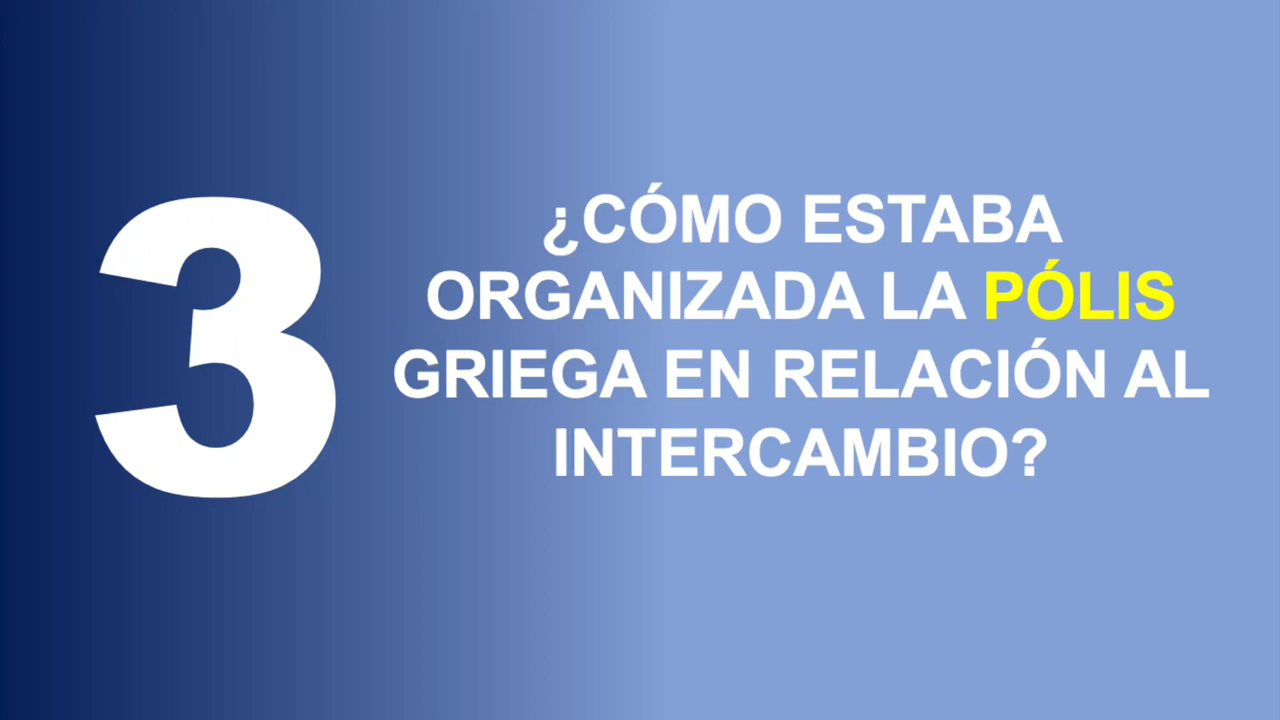 3
¿CÓMO ESTABA
ORGANIZADA LA PÓLIS
GRIEGA EN RELACIÓN AL
INTERCAMBIO?